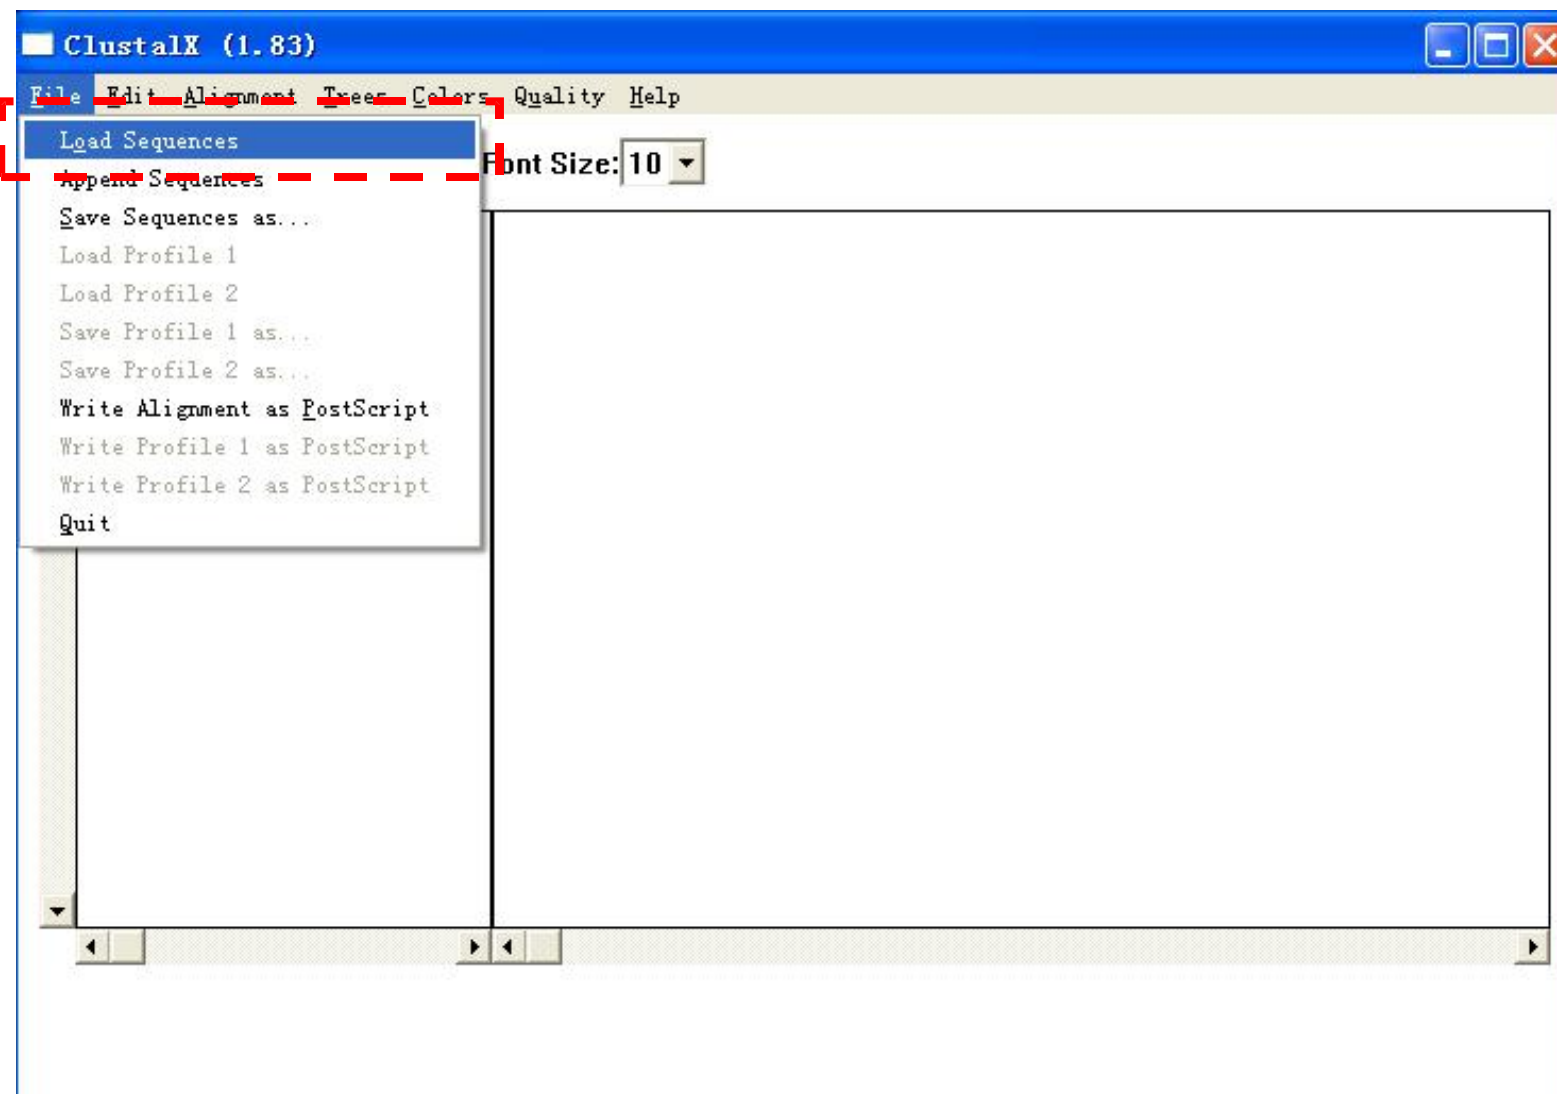 ClustalX (1.83)
File Edit Alignment Trees Colors Quality Help
Load Sequences
Font Size: 10
Append Sequences
Save Sequences as...
Load Profile 1
Load Profile 2
Save Profile 1 as...
Save Profile 2 as...
Write Alignment as PostScript
Write Profile 1 as PostScript
Write Profile 2 as PostScript
Quit